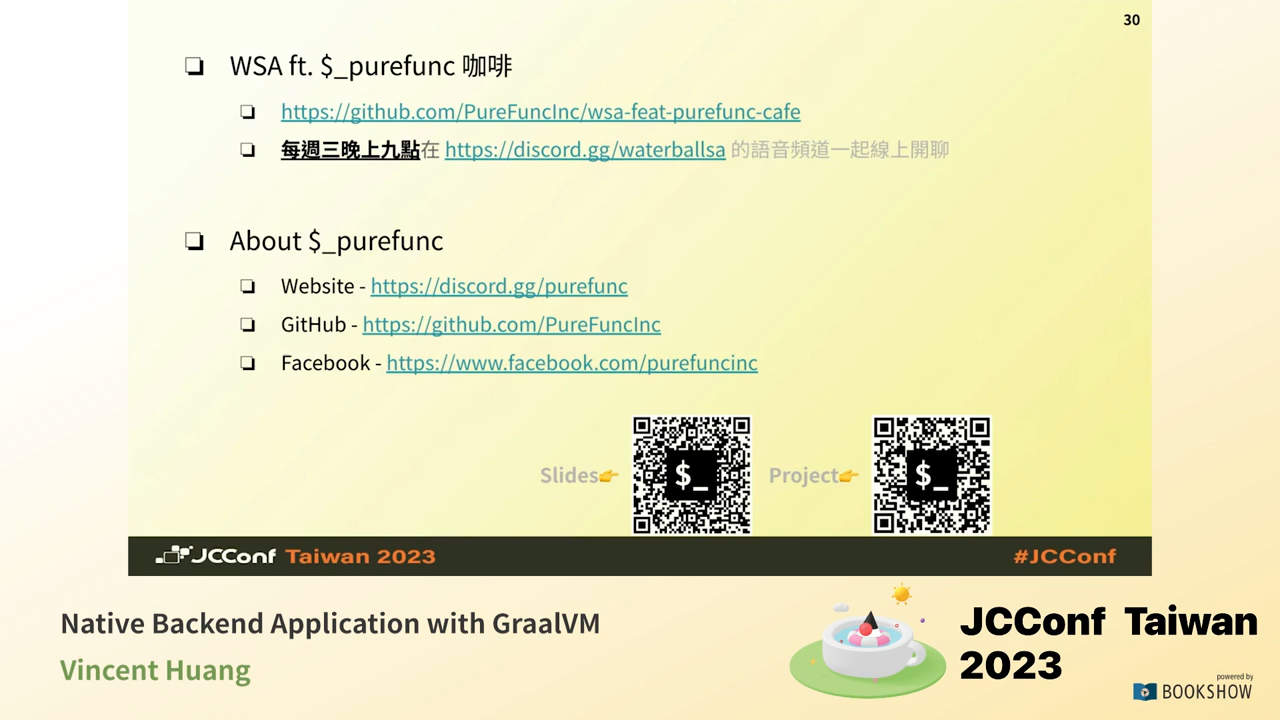 30
WSA ft. $_purefunc 咖啡
https://github.com/PureFuncInc/wsa-feat-purefunc-cafe
每週三晚上九點在 https://discord.gg/waterballsa 的語音頻道一起線上開聊
About $_purefunc
Website - https://discord.gg/purefunc
GitHub - https://github.com/PureFuncInc
Facebook - https://www.facebook.com/purefuncinc
Slides👉 $_ Project👉 $_
JCConf Taiwan 2023 #JCConf
Native Backend Application with GraalVM
Vincent Huang
JCConf Taiwan
2023
powered by
BOOKSHOW